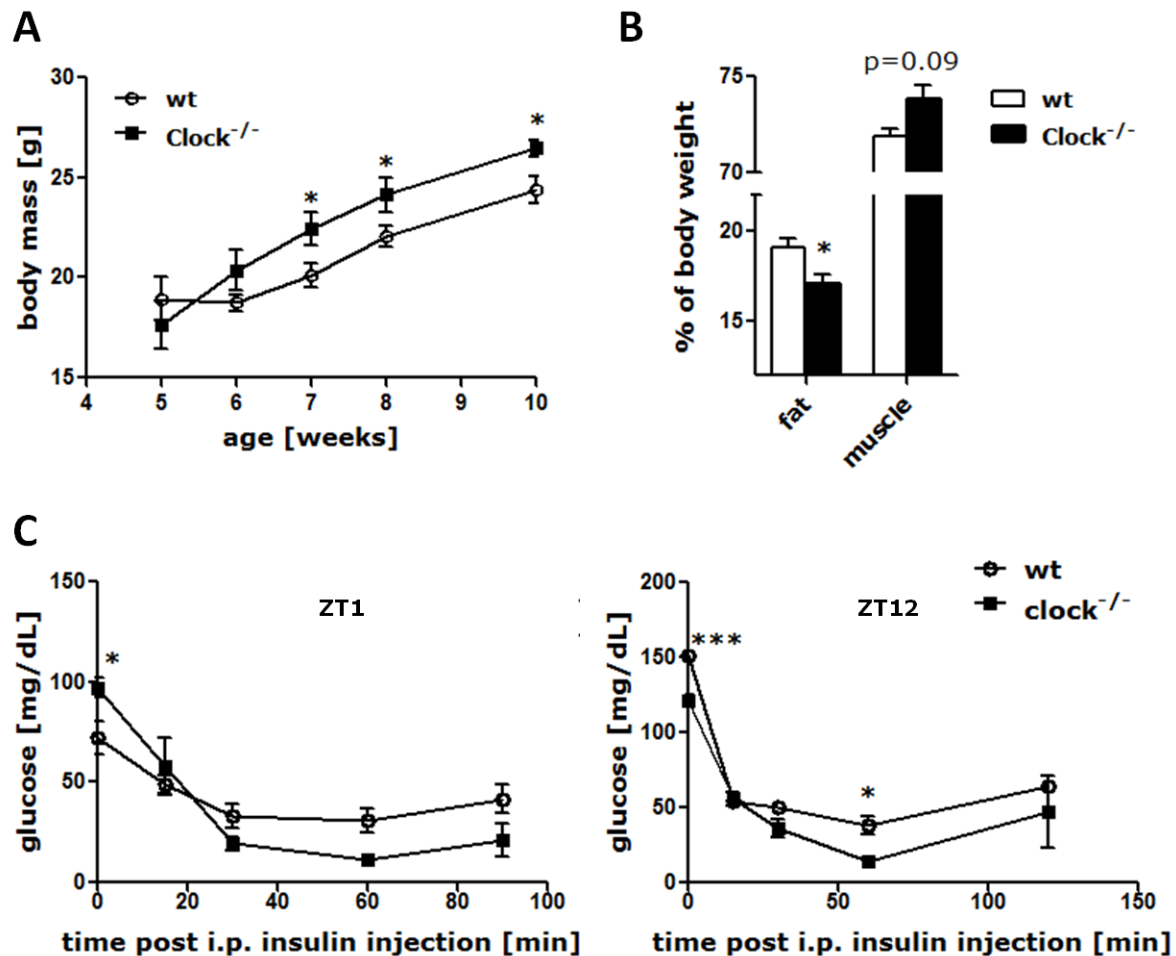 A
30
25
20
15
body mass [g]
wt
Clock-/-
*
*
*
4 5 6 7 8 9 10
age [weeks]
B
p=0.09
75
70
20
15
% of body weight
*
wt
Clock-/-
fat
muscle
C
150
100
50
0
glucose [mg/dL]
ZT1
*
0 20 40 60 80 100
time post i.p. insulin injection [min]
200
150
100
50
0
glucose [mg/dL]
ZT12
***
*
wt
clock-/-
0 50 100 150
time post i.p. insulin injection [min]